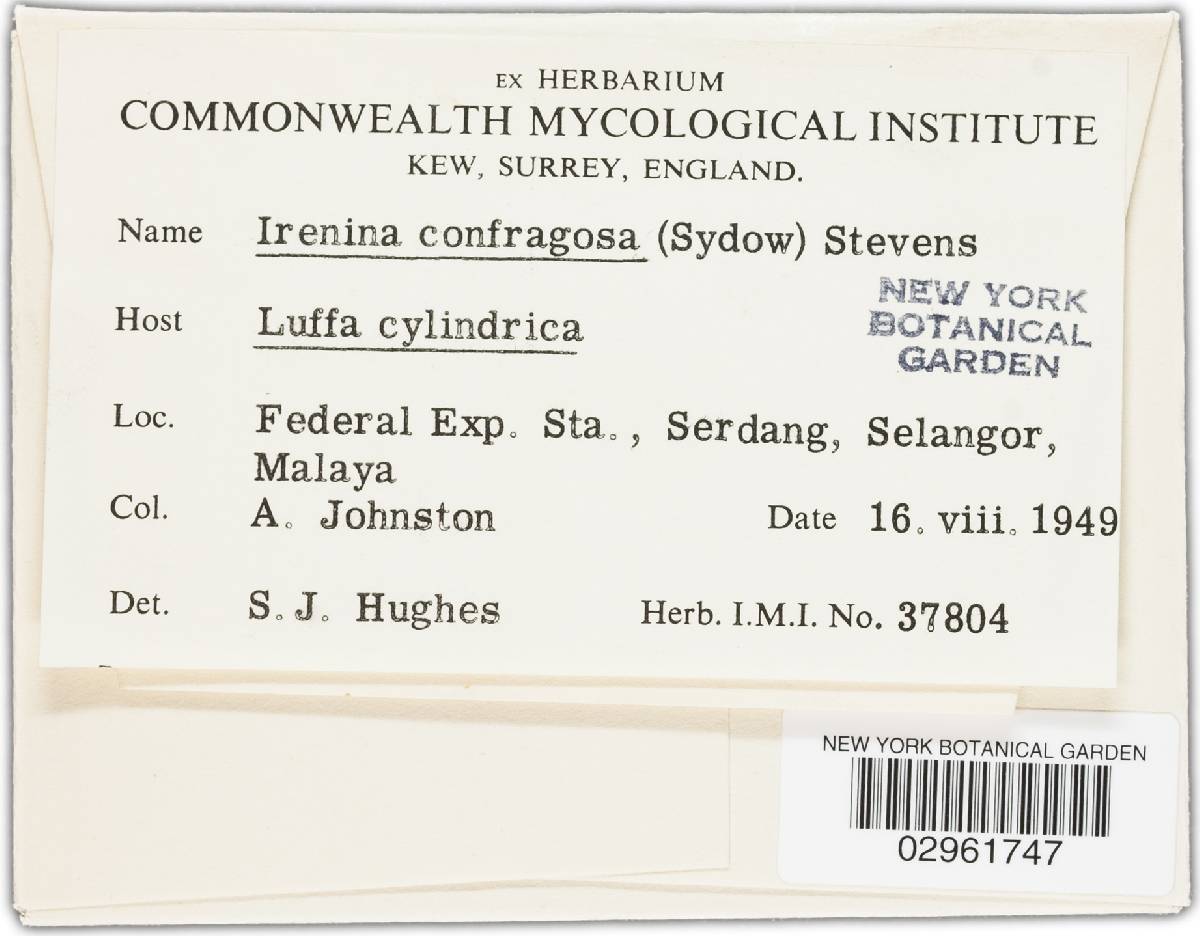 EX HERBARIUM
COMMONWEALTH MYCOLOGICAL INSTITUTE
KEW, SURREY, ENGLAND.
Name Irenina confragosa (Sydow) Stevens
NEW YORK
BOTANICAL
GARDEN
Host Luffa cylindrica
Loc. Federal Exp. Sta., Serdang, Selangor,
Malaya
Col. A. Johnston Date 16. viii. 1949
Det. S.J. Hughes Herb. I.M.I. No. 37804
NEW YORK BOTANICAL GARDEN
02961747